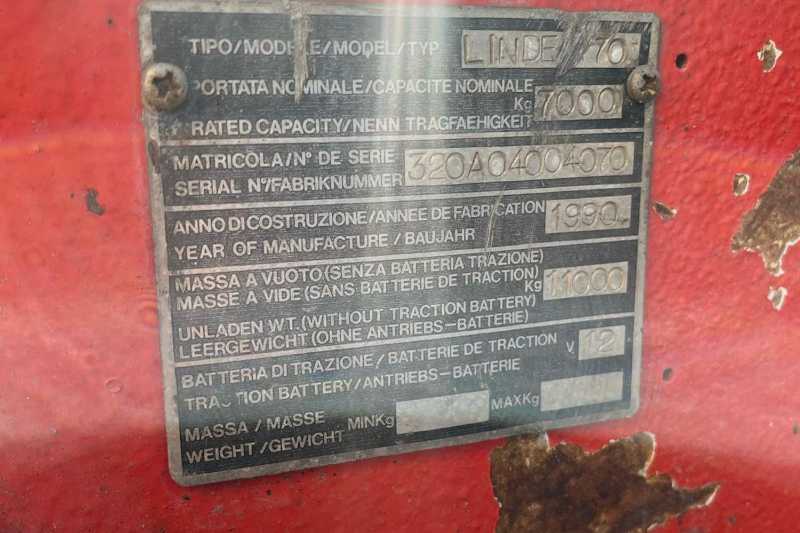 TIPO/MODELE/MODEL/TYP LINDE 70
PORTATA NOMINALE/CAPACITE NOMINALE
Kg 7000
RATED CAPACITY/NENN TRAGFAEHIGKEIT
MATRICOLA/N° DE SERIE
320A04004070
SERIAL N°/FABRIKNUMMER
ANNO DI COSTRUZIONE/ANNEE DE FABRICATION
1990
YEAR OF MANUFACTURE/BAUJAHR
MASSA A VUOTO (SENZA BATTERIA TRAZIONE)
MASSE A VIDE (SANS BATTERIE DE TRACTION)
Kg 11000
UNLADEN WT. (WITHOUT TRACTION BATTERY)
LEERGEWICHT (OHNE ANTRIEBS-BATTERIE)
BATTERIA DI TRAZIONE/BATTERIE DE TRACTION V 12
TRACTION BATTERY/ANTRIEBS-BATTERIE
MASSA/MASSE MINKg MAXKg
WEIGHT/GEWICHT